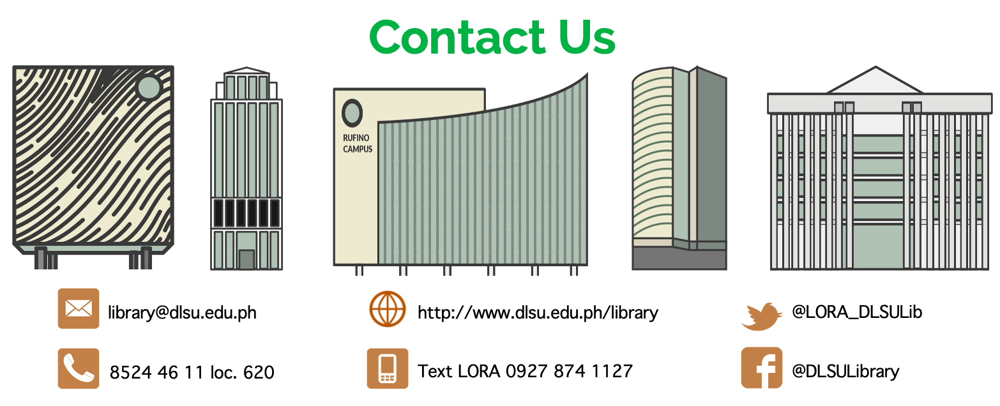 Contact Us
RUFINO
CAMPUS
library@dlsu.edu.ph
http://www.dlsu.edu.ph/library
@LORA_DLSULib
8524 46 11 loc. 620
Text LORA 0927 874 1127
@DLSULibrary